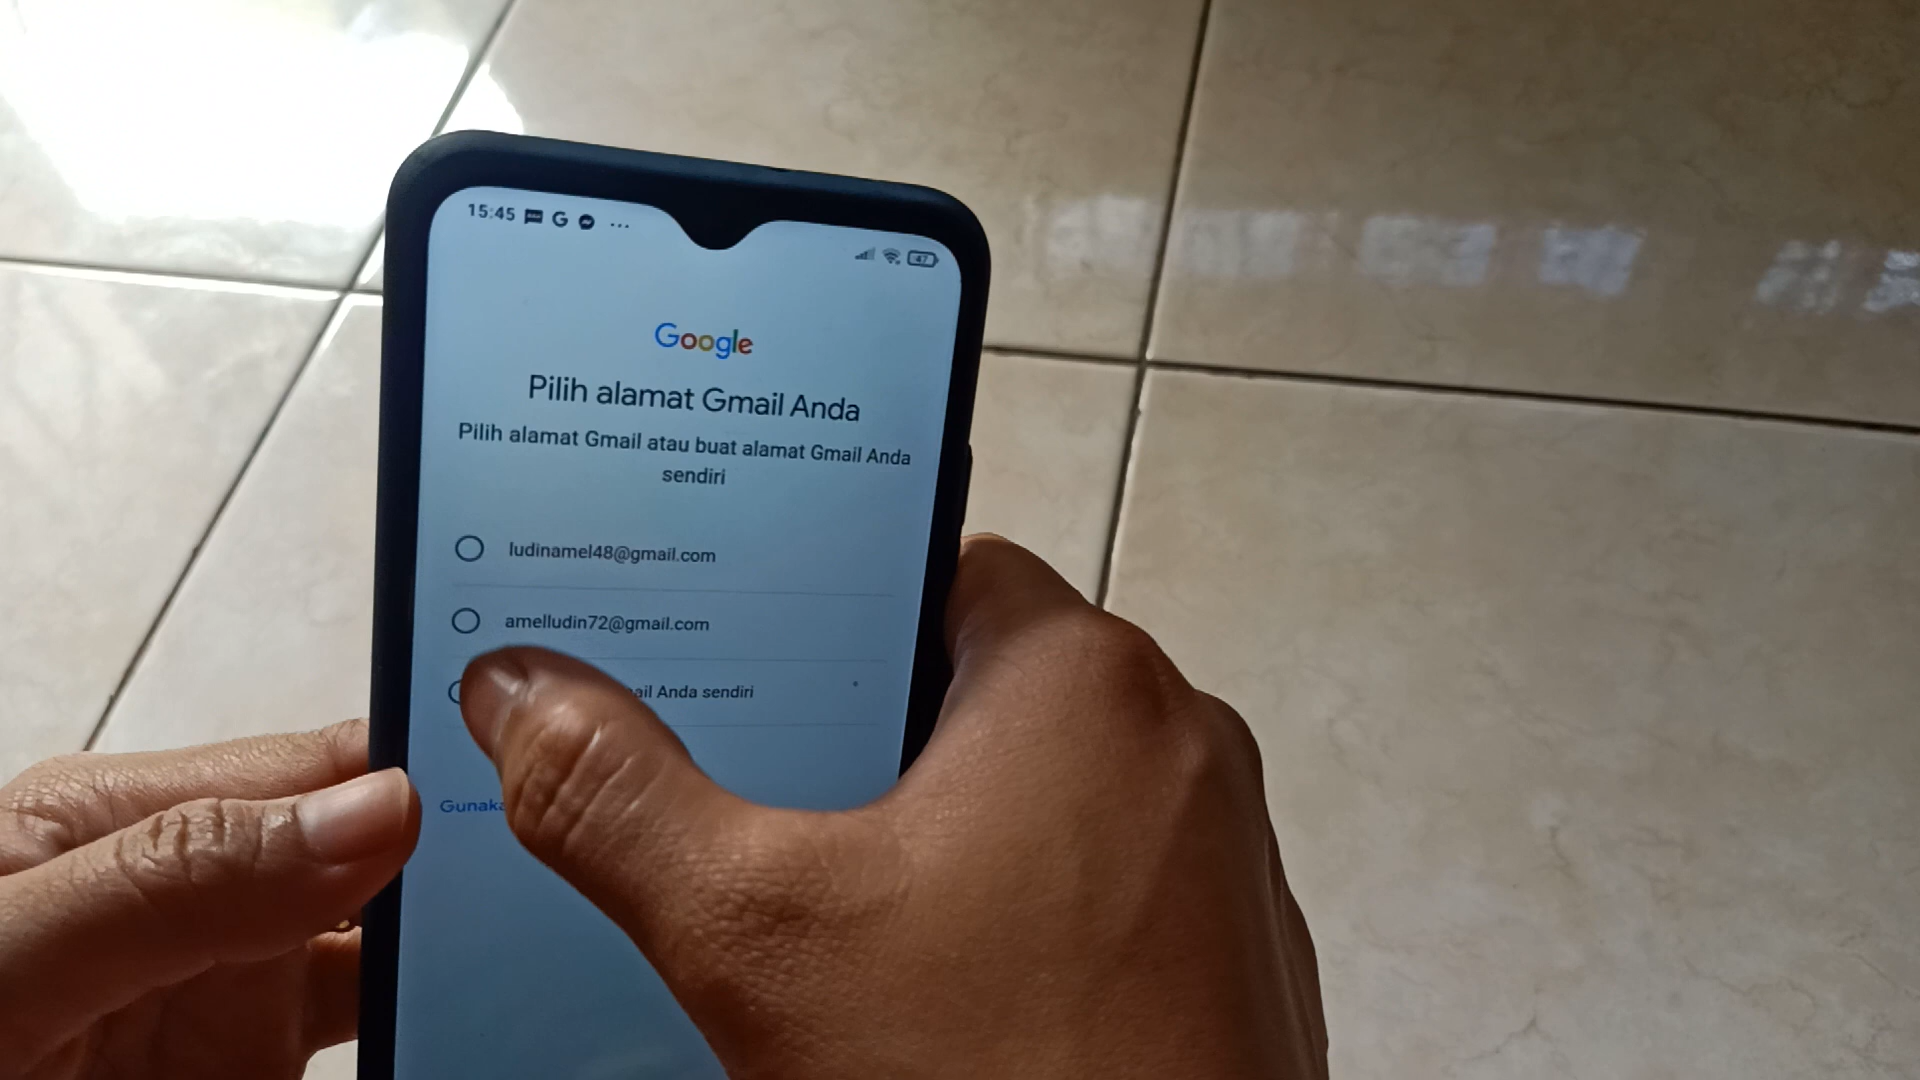 15:45
47
Google
Pilih alamat Gmail Anda
Pilih alamat Gmail atau buat alamat Gmail Anda
sendiri
ludinamel48@gmail.com
amelludin72@gmail.com
Anda sendiri